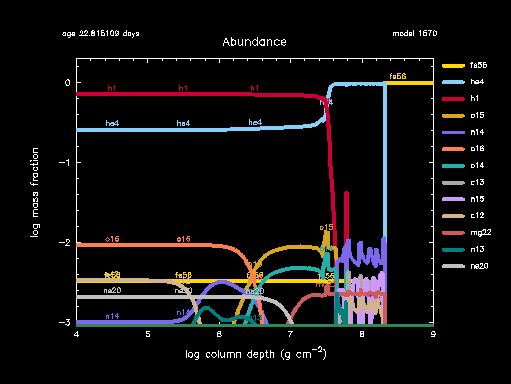 age 22.815109 days
model 1670
Abundance
fe56
h1 h1 h1
he4
he4 he4 he4
o15
o16 o16
fe56
ne20 ne20
n14 n14
log mass fraction
0
−1
−2
−3
4 5 6 7 8 9
log column depth (g cm−2)
fe56
he4
h1
o15
n14
o16
o14
c13
n15
c12
mg22
n13
ne20